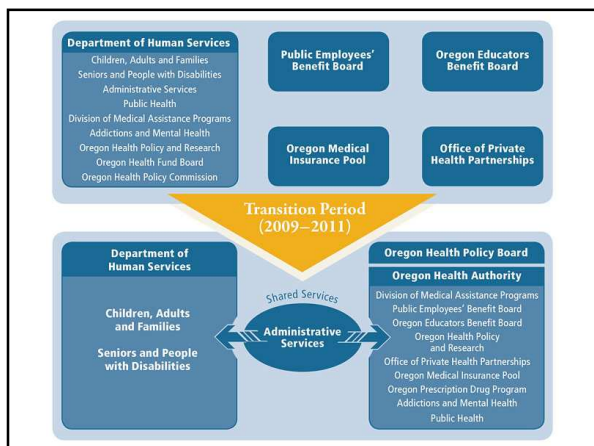 Department of Human Services
Children, Adults and Families
Seniors and People with Disabilities
Administrative Services
Public Health
Division of Medical Assistance Programs
Addictions and Mental Health
Oregon Health Policy and Research
Oregon Health Fund Board
Oregon Health Policy Commission
Public Employees'
Benefit Board
Oregon Educators
Benefit Board
Oregon Medical
Insurance Pool
Office of Private
Health Partnerships
Transition Period
(2009–2011)
Department of
Human Services
Children, Adults
and Families
Seniors and People
with Disabilities
Shared Services
Administrative
Services
Oregon Health Policy Board
Oregon Health Authority
Division of Medical Assistance Programs
Public Employees' Benefit Board
Oregon Educators Benefit Board
Oregon Health Policy
and Research
Office of Private Health Partnerships
Oregon Medical Insurance Pool
Oregon Prescription Drug Program
Addictions and Mental Health
Public Health